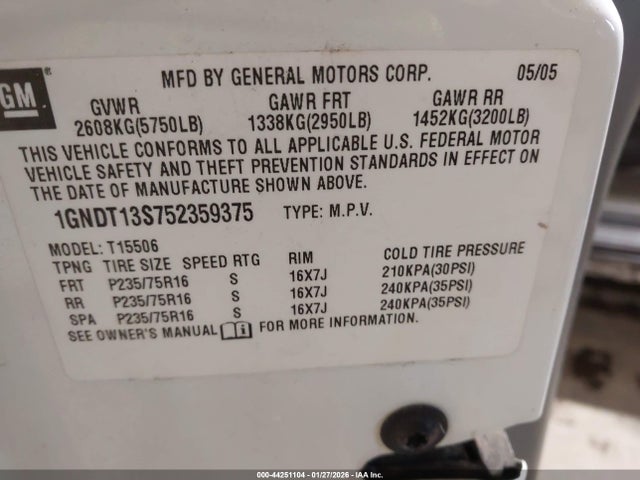 GM®
MFD BY GENERAL MOTORS CORP. 05/05
GVWR GAWR FRT GAWR RR
2608KG(5750LB) 1338KG(2950LB) 1452KG(3200LB)
THIS VEHICLE CONFORMS TO ALL APPLICABLE U.S. FEDERAL MOTOR
VEHICLE SAFETY AND THEFT PREVENTION STANDARDS IN EFFECT ON
THE DATE OF MANUFACTURE SHOWN ABOVE.
1GNDT13S752359375 TYPE: M.P.V.
MODEL: T15506
TPNG TIRE SIZE SPEED RTG RIM COLD TIRE PRESSURE
FRT P235/75R16 S 16X7J 210KPA(30PSI)
RR P235/75R16 S 16X7J 240KPA(35PSI)
SPA P235/75R16 S 16X7J 240KPA(35PSI)
SEE OWNER'S MANUAL FOR MORE INFORMATION.
000-44251104 - 01/27/2026 - IAA Inc.